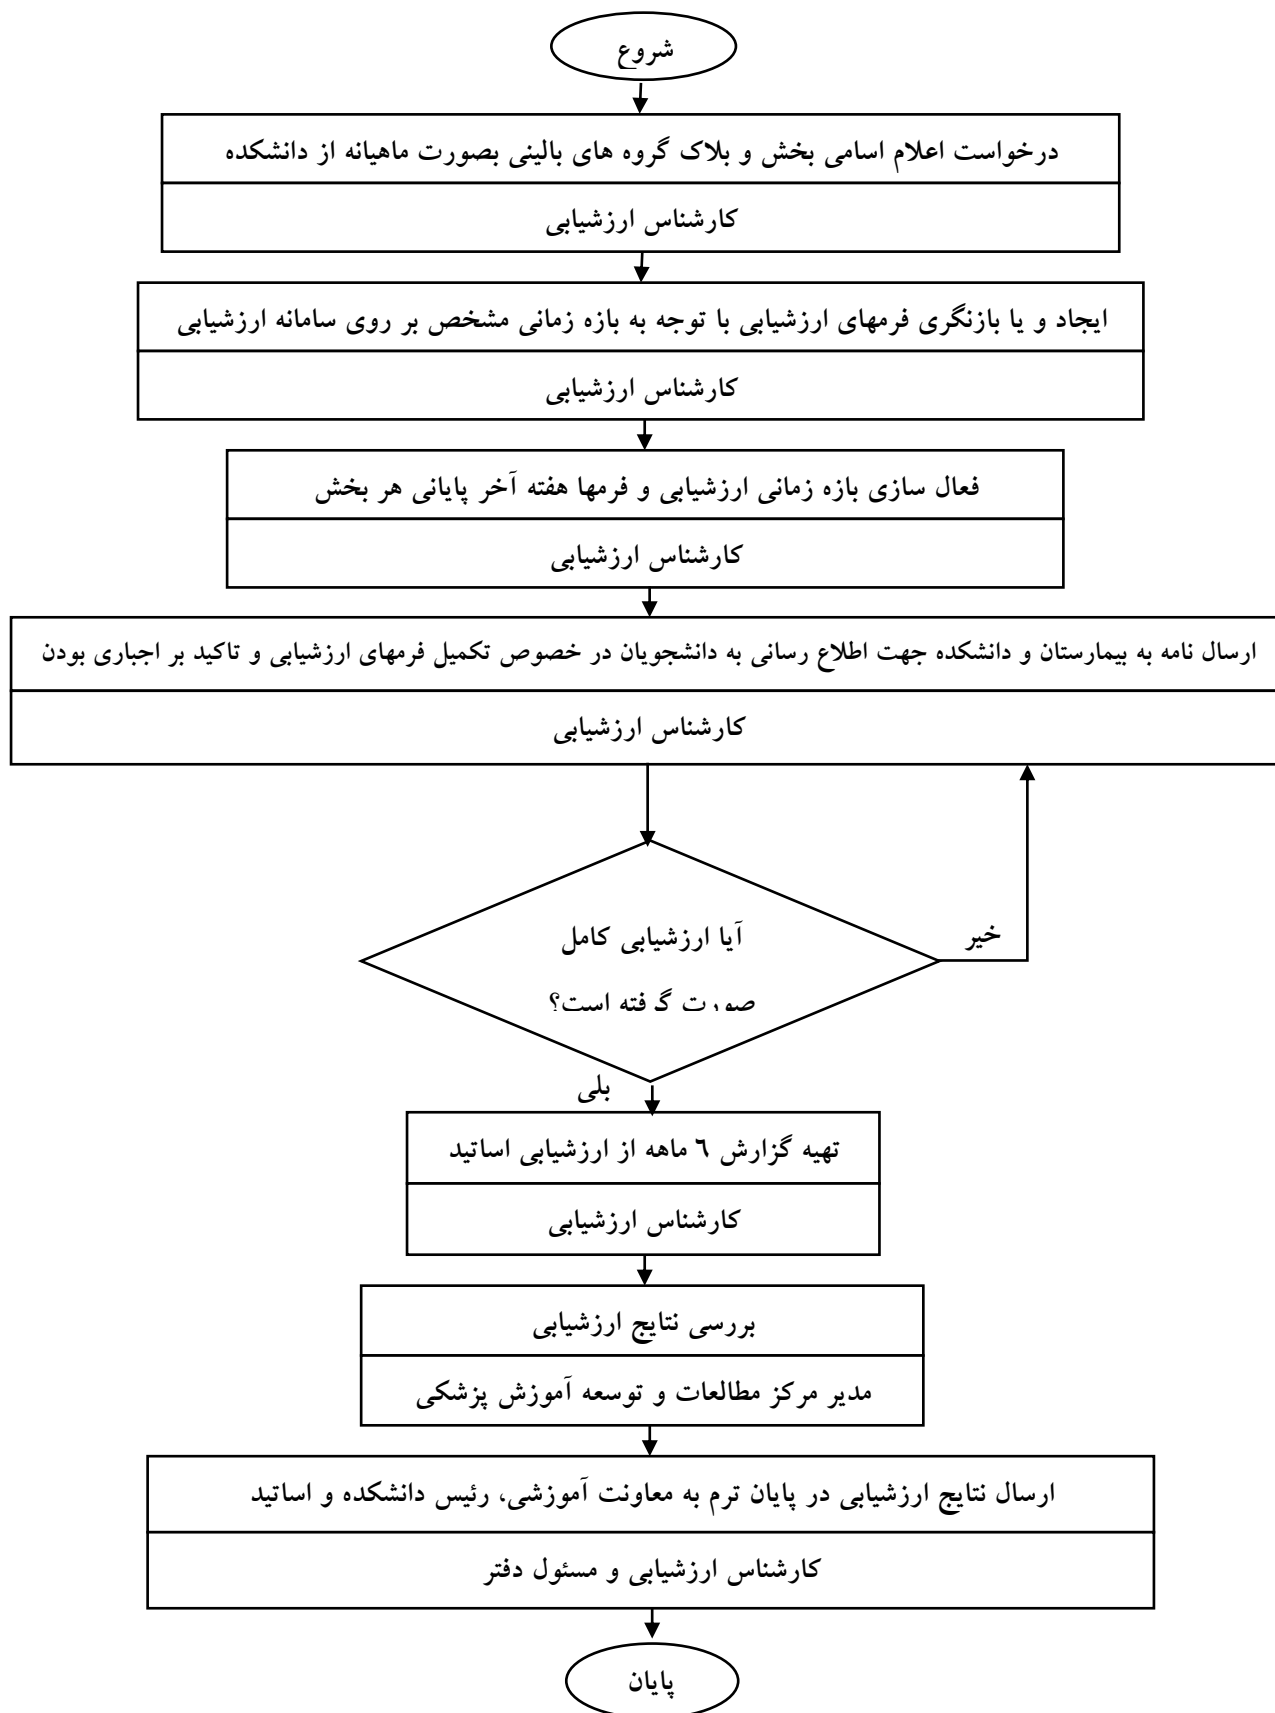 شروع
درخواست اعلام اسامی بخش و بلاک گروه های بالینی بصورت ماهیانه از دانشکده
کارشناس ارزشیابی
ایجاد و یا بازنگری فرمهای ارزشیابی با توجه به بازه زمانی مشخص بر روی سامانه ارزشیابی
کارشناس ارزشیابی
فعال سازی بازه زمانی ارزشیابی و فرمها هفته آخر پایانی هر بخش
کارشناس ارزشیابی
ارسال نامه به بیمارستان و دانشکده جهت اطلاع رسانی به دانشجویان در خصوص تکمیل فرمهای ارزشیابی و تاکید بر اجباری بودن
کارشناس ارزشیابی
آیا ارزشیابی کامل
خیر
صورت گرفته است؟
بلی
تهیه گزارش ٦ ماهه از ارزشیابی اساتید
کارشناس ارزشیابی
بررسی نتایج ارزشیابی
مدیر مرکز مطالعات و توسعه آموزش پزشکی
ارسال نتایج ارزشیابی در پایان ترم به معاونت آموزشی، رئیس دانشکده و اساتید
کارشناس ارزشیابی و مسئول دفتر
پایان